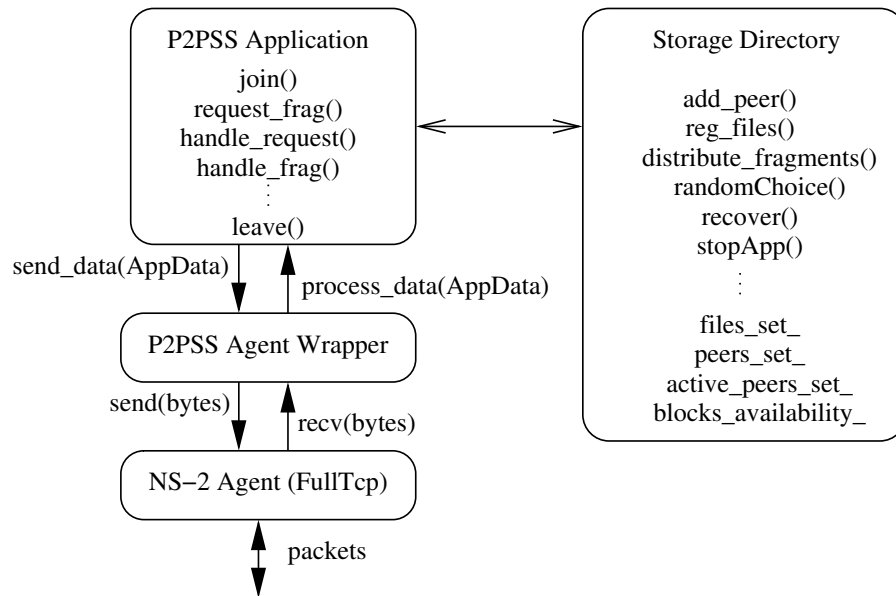 P2PSS Application
join()
request_frag()
handle_request()
handle_frag()
leave()
send_data(AppData)
process_data(AppData)
P2PSS Agent Wrapper
send(bytes)
recv(bytes)
NS−2 Agent (FullTcp)
packets
Storage Directory
add_peer()
reg_files()
distribute_fragments()
randomChoice()
recover()
stopApp()
files_set_
peers_set_
active_peers_set_
blocks_availability_